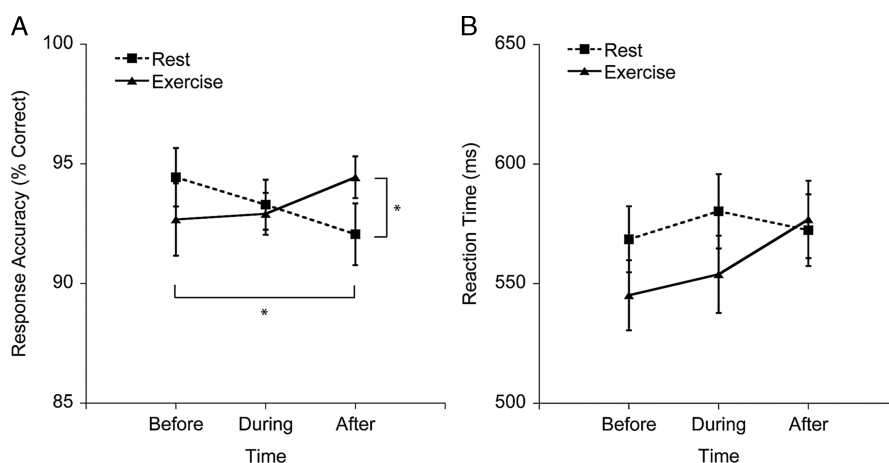 A
100
95
90
85
Response Accuracy (% Correct)
Rest
Exercise
*
*
Before During After
Time
B
650
600
550
500
Reaction Time (ms)
Rest
Exercise
Before During After
Time